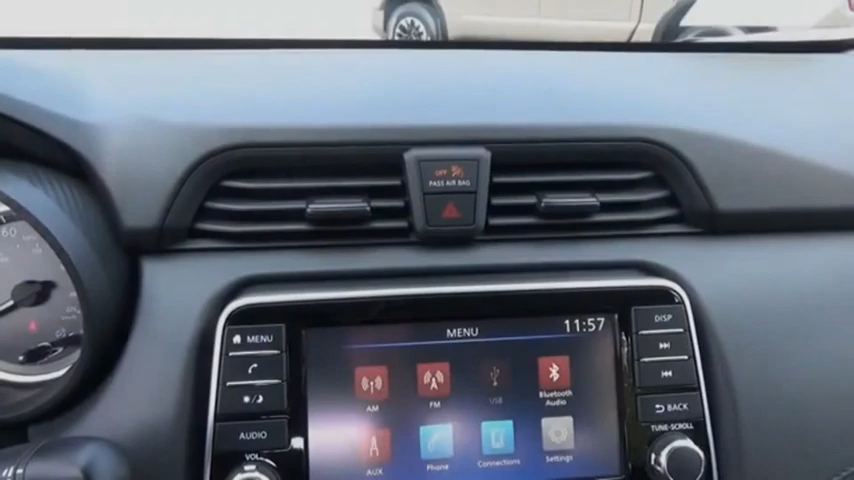 OFF
PASS AIR BAG
60
MENU
MENU
11:57
DISP
AM
FM
USB
Bluetooth
Audio
BACK
TUNE·SCROLL
AUDIO
VOL
AUX
Phone
Connections
Settings